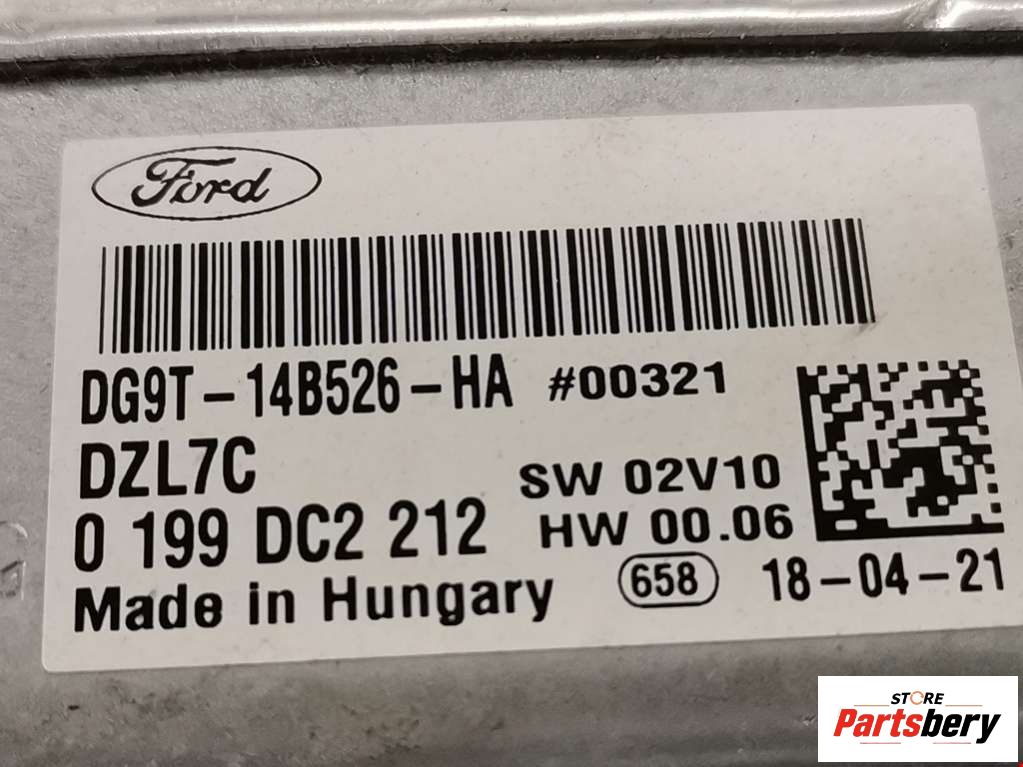 Ford
DG9T-14B526-HA #00321
DZL7C
SW 02V10
0 199 DC2 212
HW 00.06
Made in Hungary
658
18-04-21
STORE
Partsbery